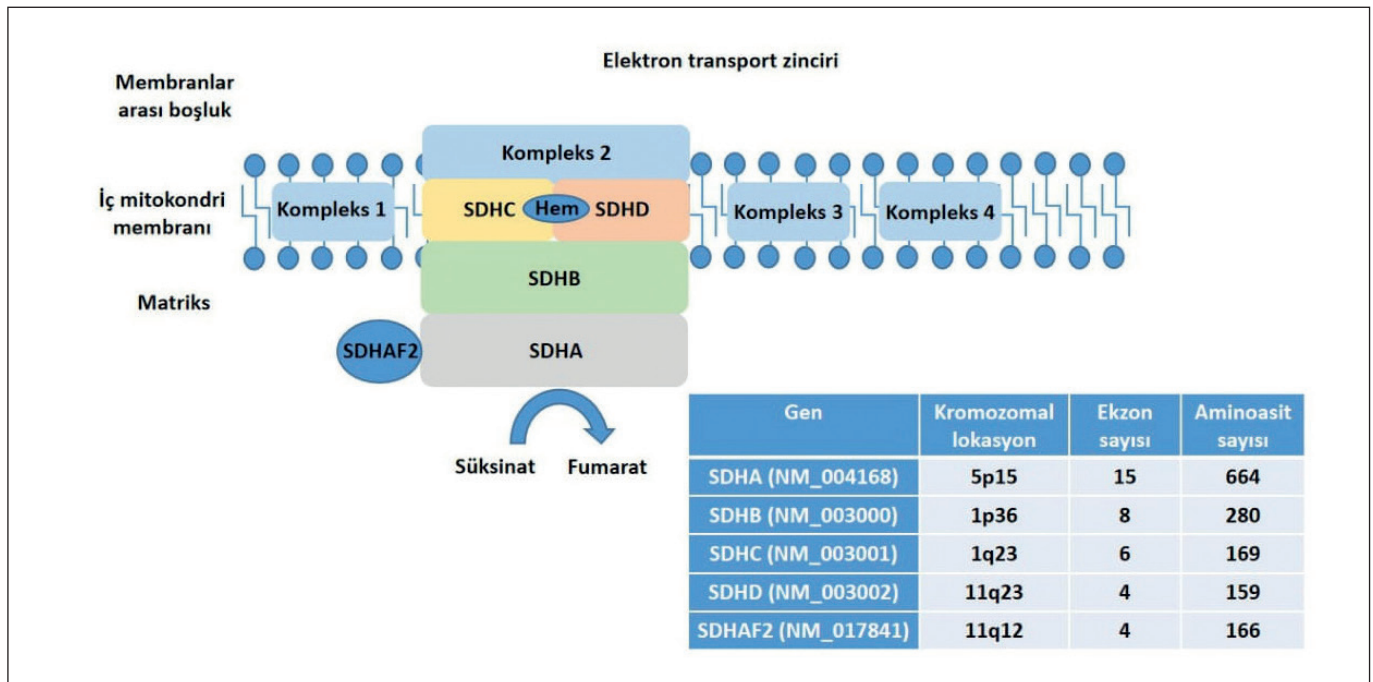 Elektron transport zinciri
Membranlar
arası boşluk
Kompleks 2
İç mitokondri
membranı
Kompleks 1
SDHC
Hem
SDHD
Kompleks 3
Kompleks 4
SDHB
Matriks
SDHAF2
SDHA
Süksinat
Fumarat
Gen Kromozomal Ekzon Aminoasit
lokasyon sayısı sayısı
SDHA (NM_004168) 5p15 15 664
SDHB (NM_003000) 1p36 8 280
SDHC (NM_003001) 1q23 6 169
SDHD (NM_003002) 11q23 4 159
SDHAF2 (NM_017841) 11q12 4 166